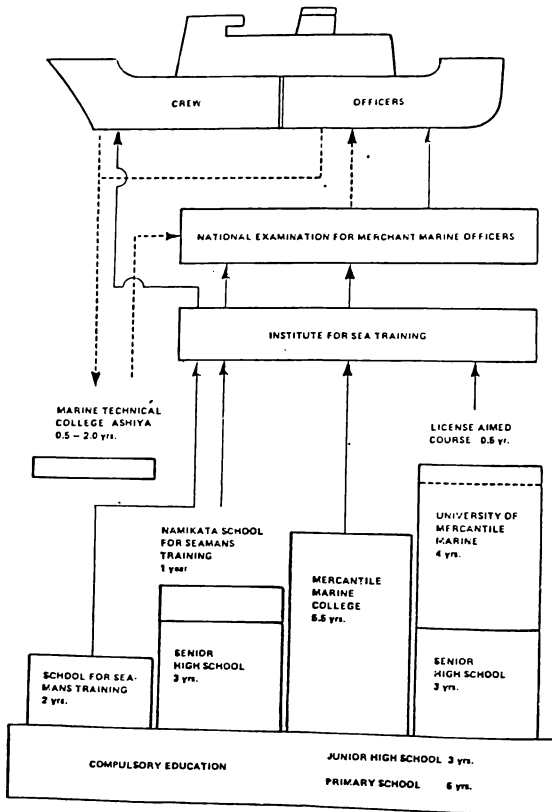 CREW
OFFICERS
NATIONAL EXAMINATION FOR MERCHANT MARINE OFFICERS
INSTITUTE FOR SEA TRAINING
MARINE TECHNICAL
COLLEGE ASHIYA
0.5 – 2.0 yrs.
LICENSE AIMED
COURSE 0.5 yr.
NAMIKATA SCHOOL
FOR SEAMANS
TRAINING
1 year
UNIVERSITY OF
MERCANTILE
MARINE
4 yrs.
MERCANTILE
MARINE
COLLEGE
5.5 yrs.
SCHOOL FOR SEA-
MANS TRAINING
2 yrs.
SENIOR
HIGH SCHOOL
3 yrs.
SENIOR
HIGH SCHOOL
3 yrs.
COMPULSORY EDUCATION
JUNIOR HIGH SCHOOL 3 yrs.
PRIMARY SCHOOL 6 yrs.